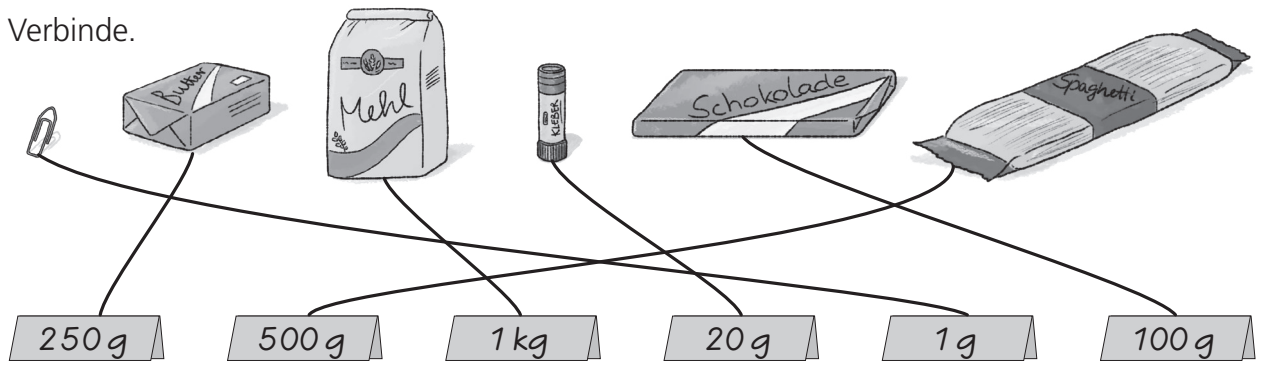 Verbinde.
Butter
Mehl
KLEBER
Schokolade
Spaghetti
250 g
500 g
1 kg
20 g
1 g
100 g